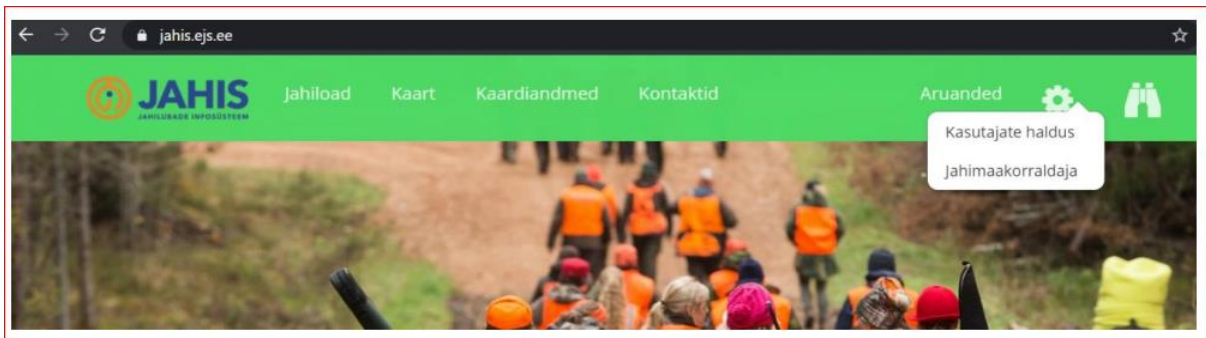 jahis.ejs.ee
JAHIS
JAHILUBADE INFOSÜSTEEM
Jahiload Kaart Kaardiandmed Kontaktid Aruanded
Kasutajate haldus
Jahimaakorraldaja